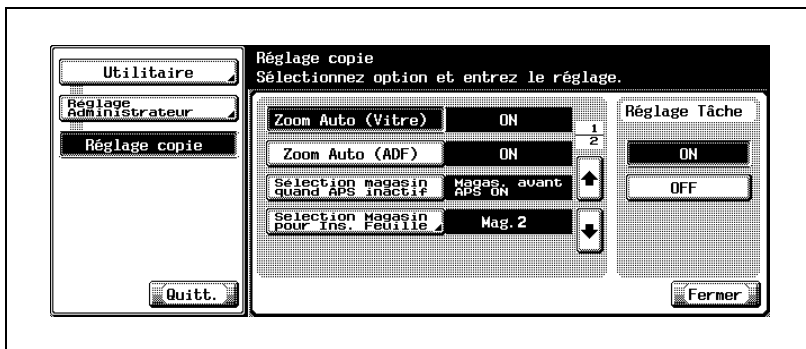 Utilitaire
Réglage
Administrateur
Réglage copie
Quitt.
Réglage copie
Sélectionnez option et entrez le réglage.
Zoom Auto (Vitre) ON
Zoom Auto (ADF) ON
Sélection magasin
quand APS inactif
Magas. avant
APS ON
Sélection Magasin
pour Ins. Feuille
Mag.2
1
2
Réglage Tâche
ON
OFF
Fermer